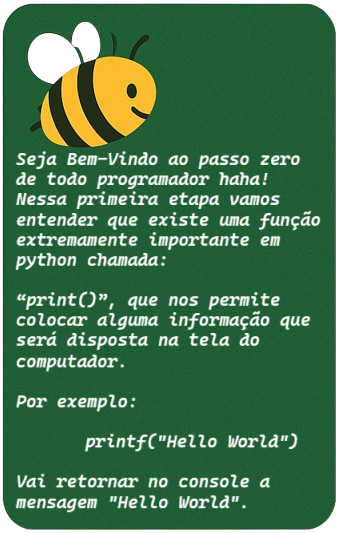 Seja Bem-Vindo ao passo zero
de todo programador haha!
Nessa primeira etapa vamos
entender que existe uma função
extremamente importante em
python chamada:
“print()”, que nos permite
colocar alguma informação que
será disposta na tela do
computador.
Por exemplo:
printf("Hello World")
Vai retornar no console a
mensagem "Hello World".